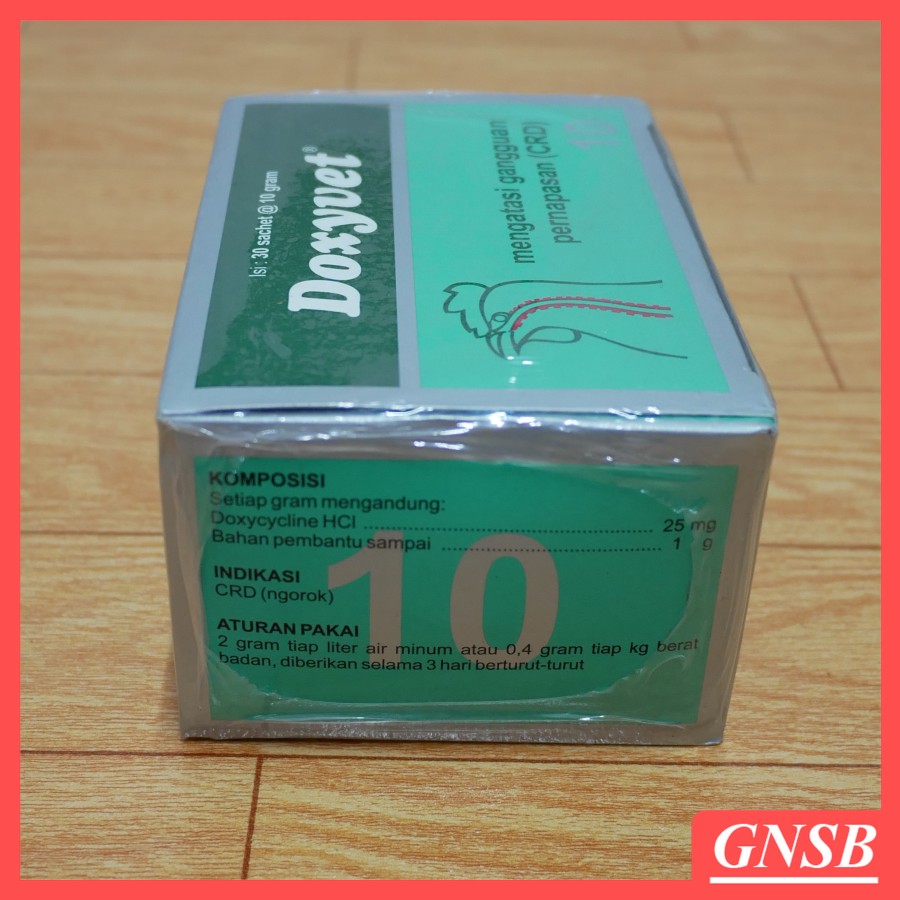 Isi : 30 sachet @ 10 gram
Doxyvet®
mengatasi gangguan
pernapasan (CRD)
10
KOMPOSISI
Setiap gram mengandung:
Doxycycline HCl ........................ 25 mg
Bahan pembantu sampai ........................ 1 g
INDIKASI
CRD (ngorok)
ATURAN PAKAI
2 gram tiap liter air minum atau 0,4 gram tiap kg berat
badan, diberikan selama 3 hari berturut-turut
10
GNSB